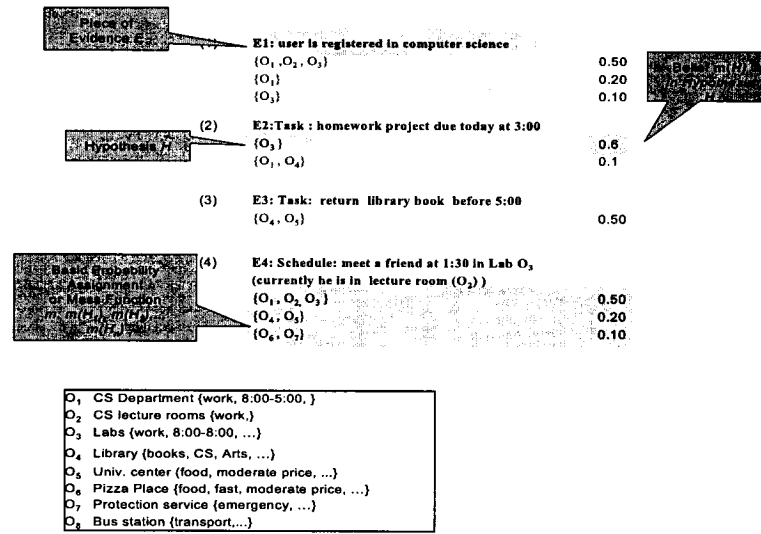 Piece of
Evidence E
E1: user is registered in computer science
{O₁ ,O₂ , O₃} 0.50
{O₁} 0.20
{O₃} 0.10
(2) E2:Task : homework project due today at 3:00
Hypothesis H
{O₃ } 0.6
{O₁ , O₄} 0.1
(3) E3: Task: return library book before 5:00
{O₄ , O₅} 0.50
(4) E4: Schedule: meet a friend at 1:30 in Lab O₃
(currently he is in lecture room (O₂) )
{O₁ , O₂, O₃ } 0.50
{O₄ , O₅} 0.20
{O₆ , O₇} 0.10
Basic Probability
Assignment
or Mass Function
O₁ CS Department {work, 8:00-5:00, }
O₂ CS lecture rooms {work,}
O₃ Labs {work, 8:00-8:00, ...}
O₄ Library {books, CS, Arts, ...}
O₅ Univ. center {food, moderate price, ...}
O₆ Pizza Place {food, fast, moderate price, ...}
O₇ Protection service {emergency, ...}
O₈ Bus station {transport,...}